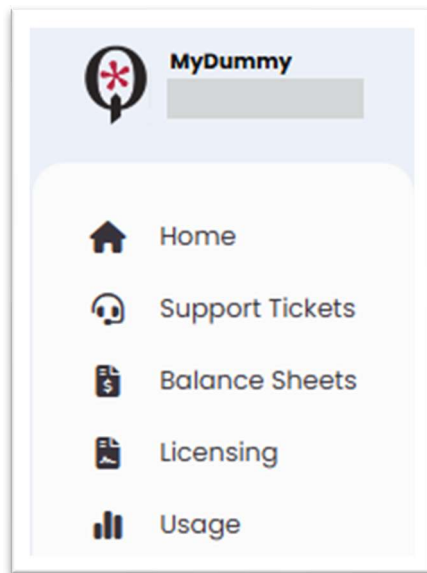 MyDummy
Home
Support Tickets
Balance Sheets
Licensing
Usage